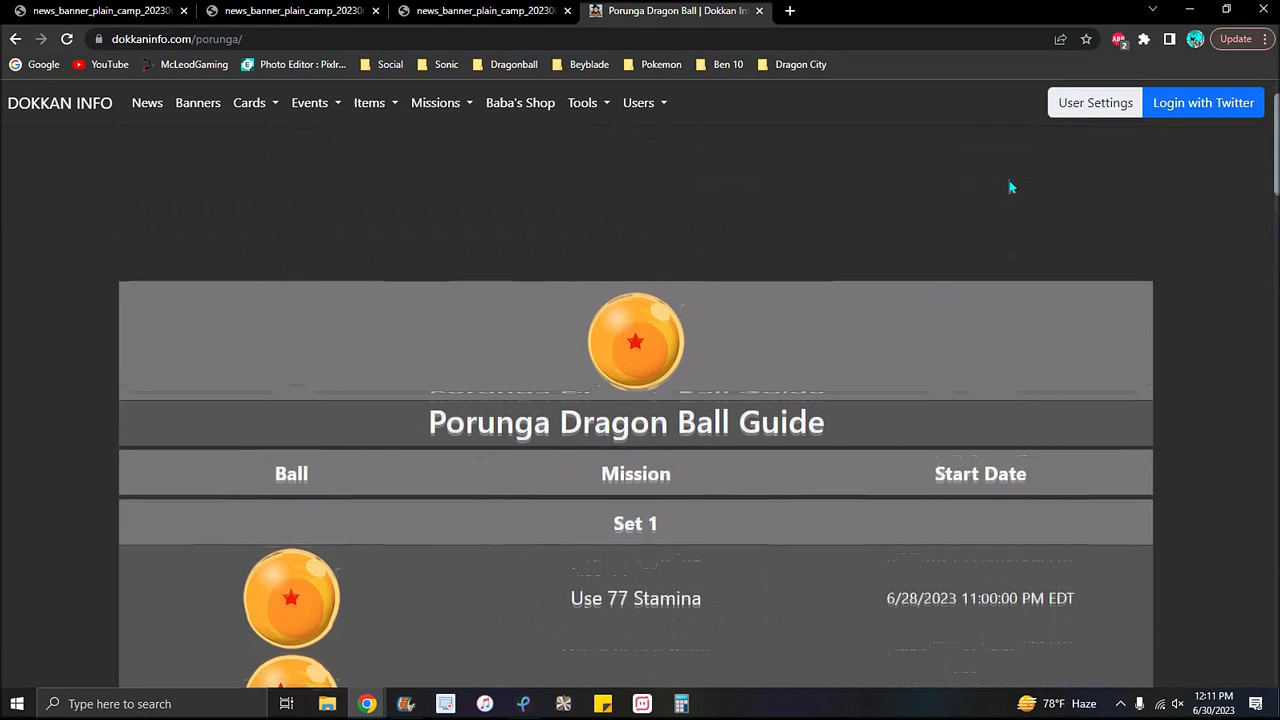 news_banner_plain_camp_20230
news_banner_plain_camp_20230
news_banner_plain_camp_20230
Porunga Dragon Ball | Dokkan In
dokkaninfo.com/porunga/
2
Update
Google
YouTube
McLeodGaming
Photo Editor : Pixlr...
Social
Sonic
Dragonball
Beyblade
Pokemon
Ben 10
Dragon City
DOKKAN INFO
News
Banners
Cards
Events
Items
Missions
Baba's Shop
Tools
Users
User Settings
Login with Twitter
Porunga Dragon Ball Guide
Ball
Mission
Start Date
Set 1
Use 77 Stamina
6/28/2023 11:00:00 PM EDT
Type here to search
78°F Haze
12:11 PM
6/30/2023